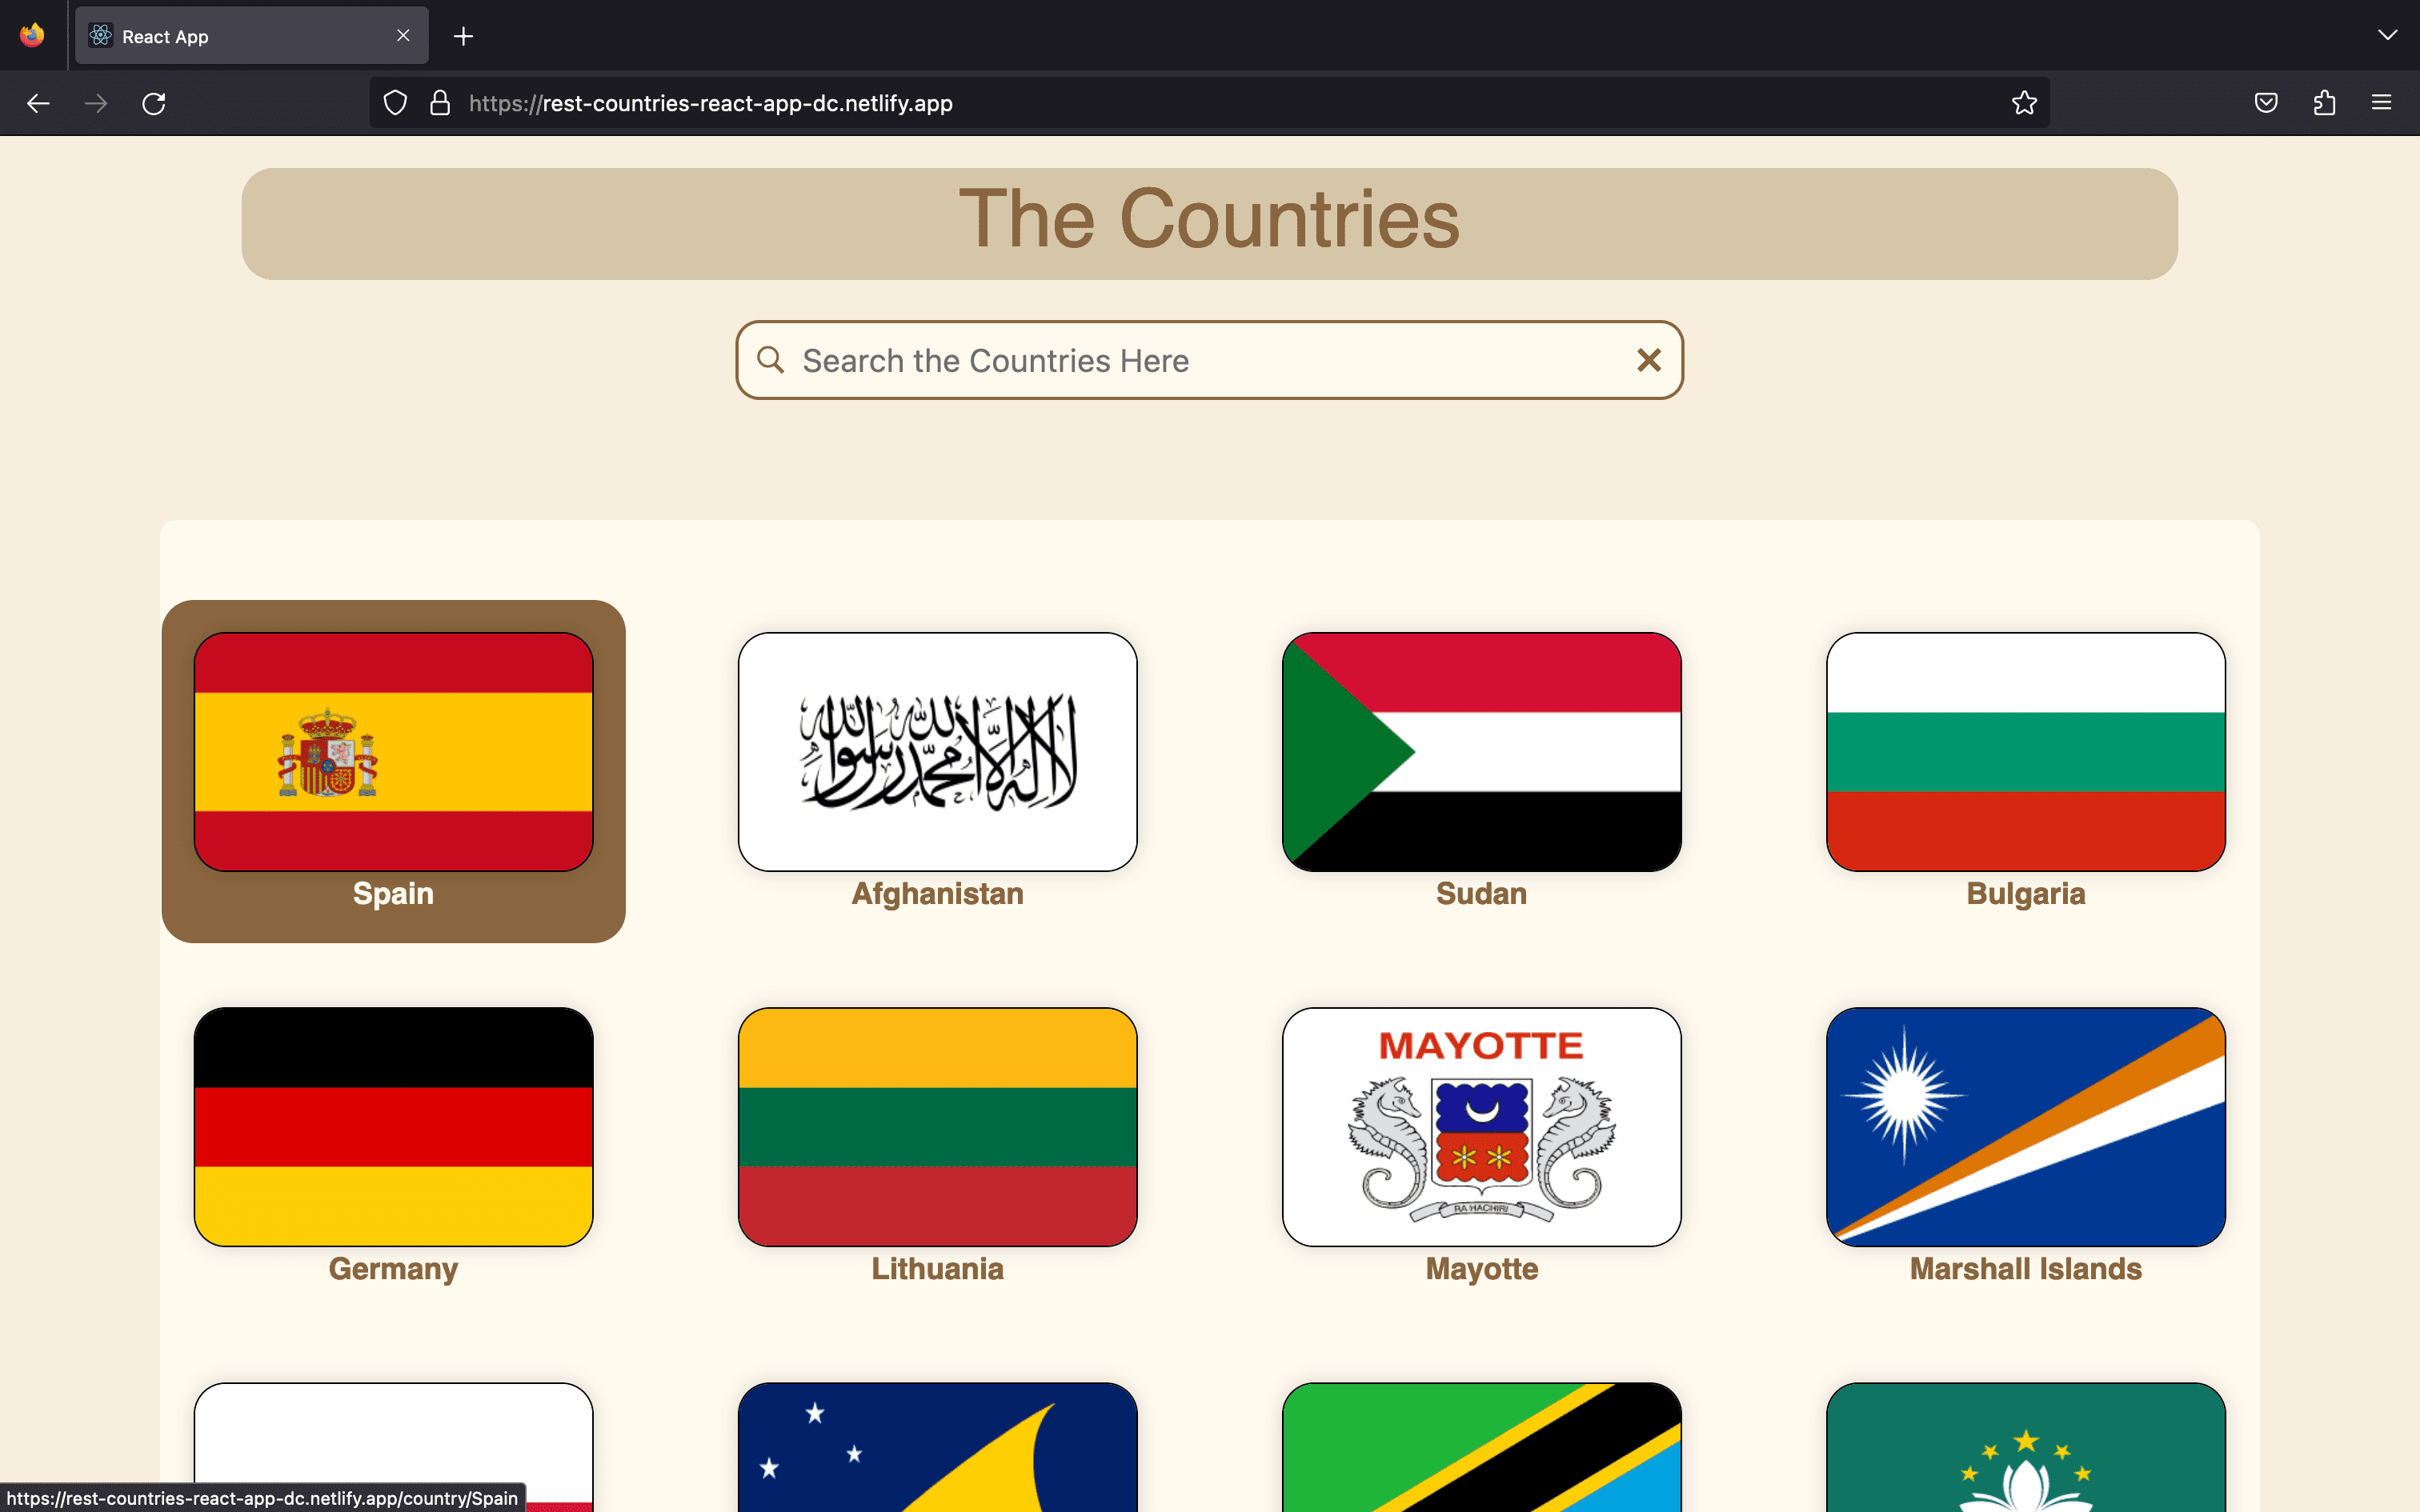 React App
https://rest-countries-react-app-dc.netlify.app
The Countries
Search the Countries Here
لا إله إلا الله محمد رسول الله
Spain
Afghanistan
Sudan
Bulgaria
MAYOTTE
RA HACHIRI
Germany
Lithuania
Mayotte
Marshall Islands
https://rest-countries-react-app-dc.netlify.app/country/Spain